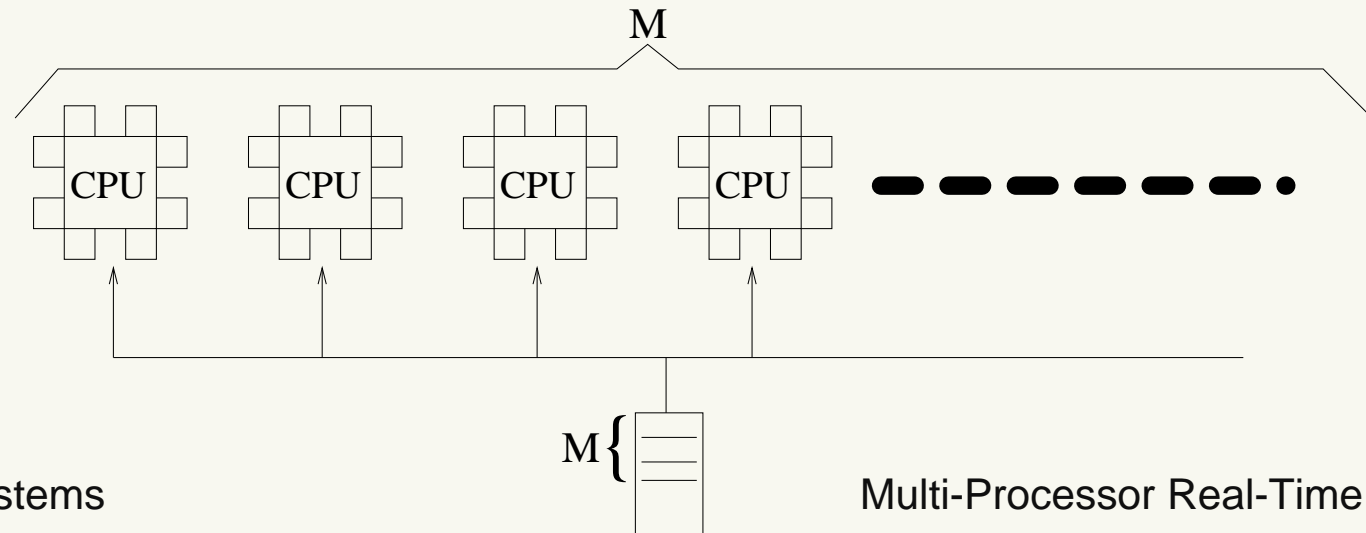 M
CPU CPU CPU CPU
M{
stems
Multi-Processor Real-Time